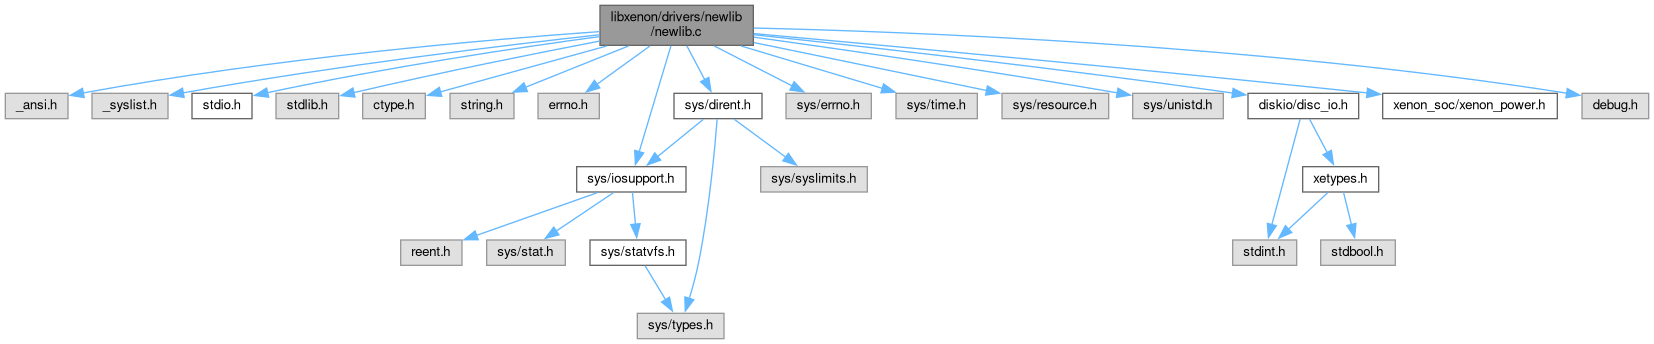 libxenon/drivers/newlib
/newlib.c
_ansi.h
_syslist.h
stdio.h
stdlib.h
ctype.h
string.h
errno.h
sys/dirent.h
sys/errno.h
sys/time.h
sys/resource.h
sys/unistd.h
diskio/disc_io.h
xenon_soc/xenon_power.h
debug.h
sys/iosupport.h
sys/syslimits.h
xetypes.h
reent.h
sys/stat.h
sys/statvfs.h
stdint.h
stdbool.h
sys/types.h